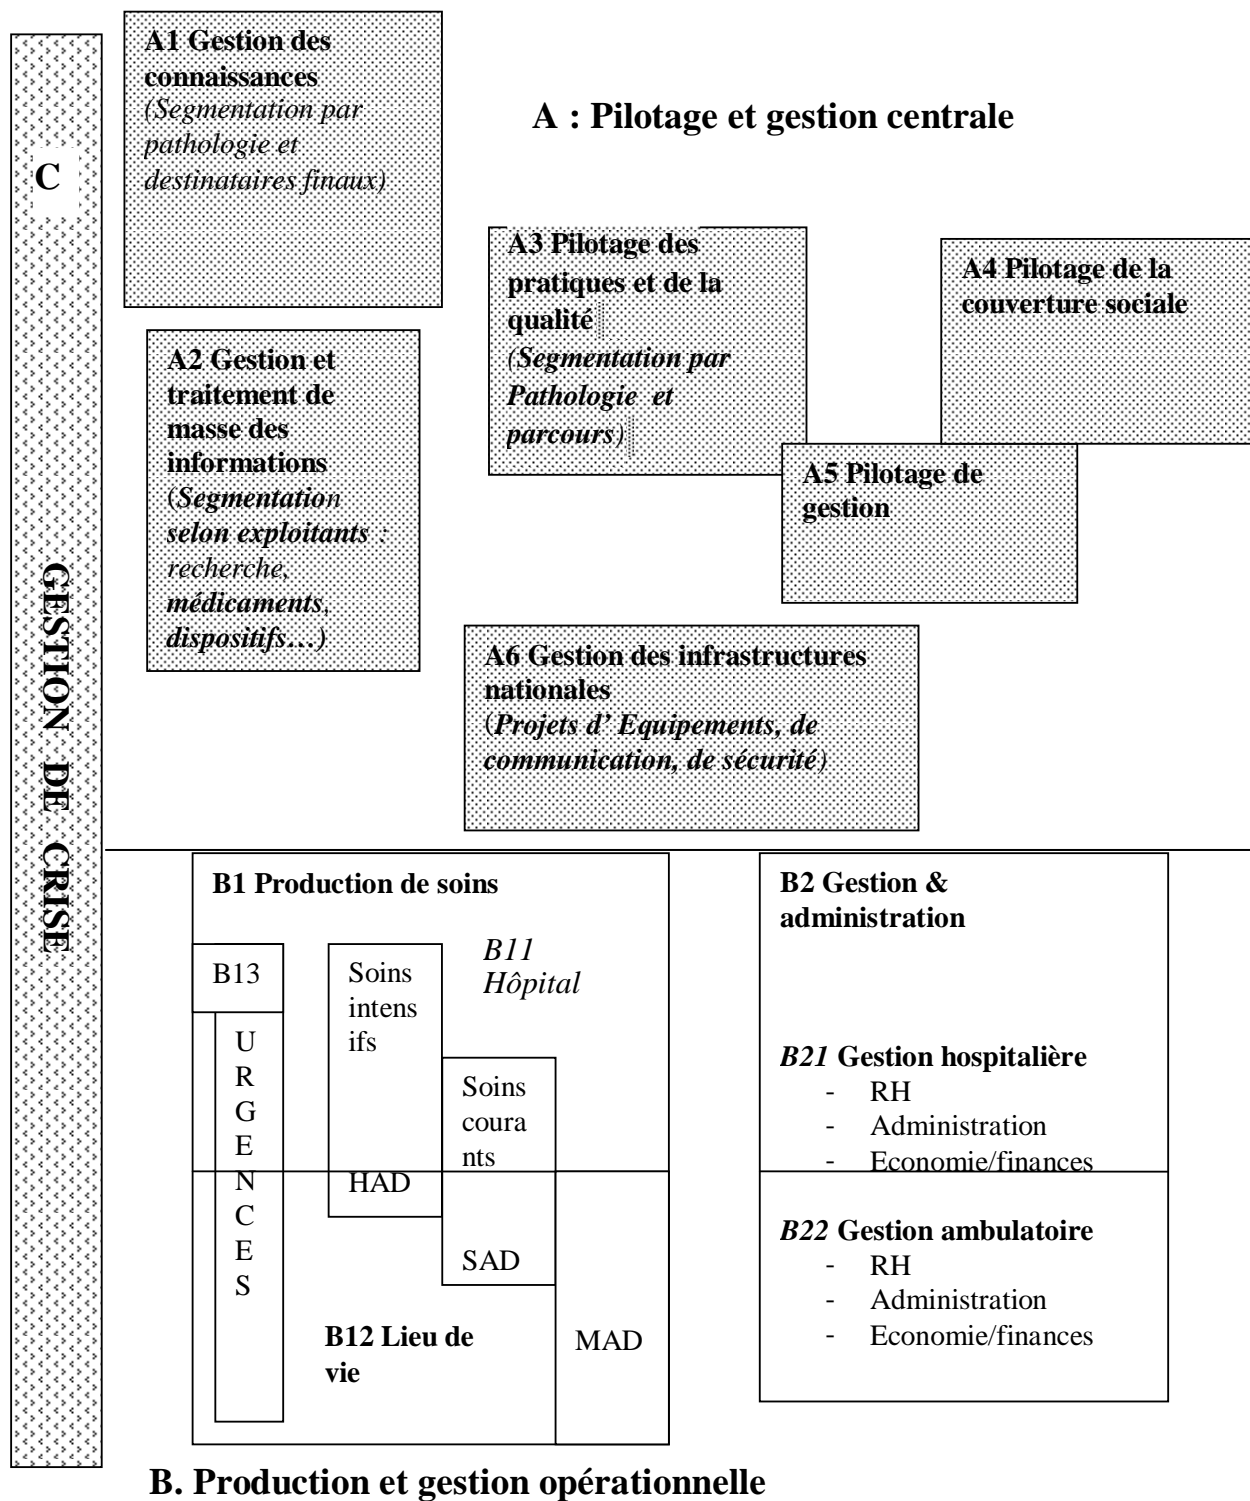 C
GESTION DE CRISE
A1 Gestion des
connaissances
(Segmentation par
pathologie et
destinataires finaux)
A : Pilotage et gestion centrale
A2 Gestion et
traitement de
masse des
informations
(Segmentation
selon exploitants :
recherche,
médicaments,
dispositifs…)
A3 Pilotage des
pratiques et de la
qualité
(Segmentation par
Pathologie et
parcours)
A4 Pilotage de la
couverture sociale
A5 Pilotage de
gestion
A6 Gestion des infrastructures
nationales
(Projets d’ Equipements, de
communication, de sécurité)
B1 Production de soins
B11
Hôpital
B13
U
R
G
E
N
C
E
S
Soins
intens
ifs
HAD
Soins
coura
nts
SAD
MAD
B12 Lieu de
vie
B2 Gestion &
administration
B21 Gestion hospitalière
- RH
- Administration
- Economie/finances
B22 Gestion ambulatoire
- RH
- Administration
- Economie/finances
B. Production et gestion opérationnelle